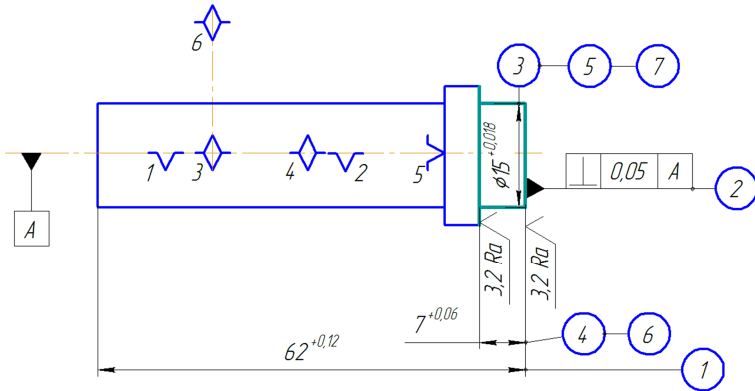 6
3 5 7
1 3 4 2 5
⌀15+0,018
⊥ 0,05 A
2
A
3,2 Ra
3,2 Ra
7+0,06
4 6
62+0,12
1